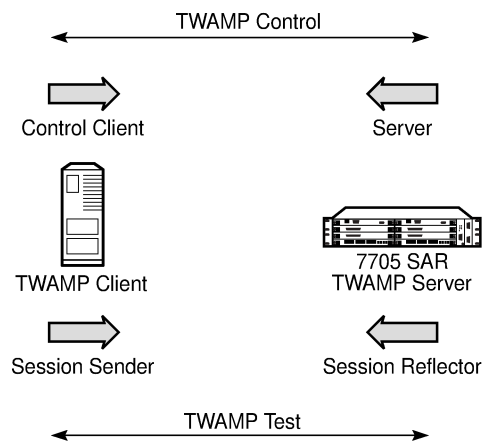 TWAMP Control
Control Client
Server
TWAMP Client
7705 SAR
TWAMP Server
Session Sender
Session Reflector
TWAMP Test